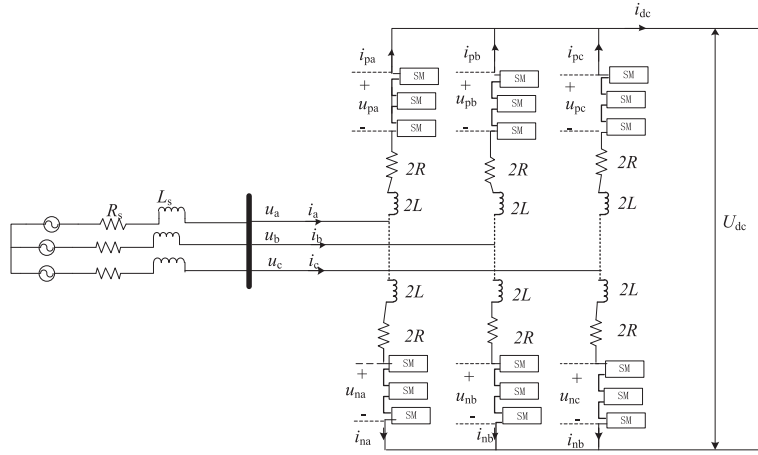 i_dc
i_pa i_pb i_pc
SM SM SM
+ u_pa - SM + u_pb - SM + u_pc - SM
SM SM SM
2R 2R 2R
2L 2L 2L
R_s L_s
u_a i_a
u_b i_b
u_c i_c
U_dc
2L 2L 2L
2R 2R 2R
SM SM SM
+ u_na - SM + u_nb - SM + u_nc - SM
SM SM SM
i_na i_nb i_nb